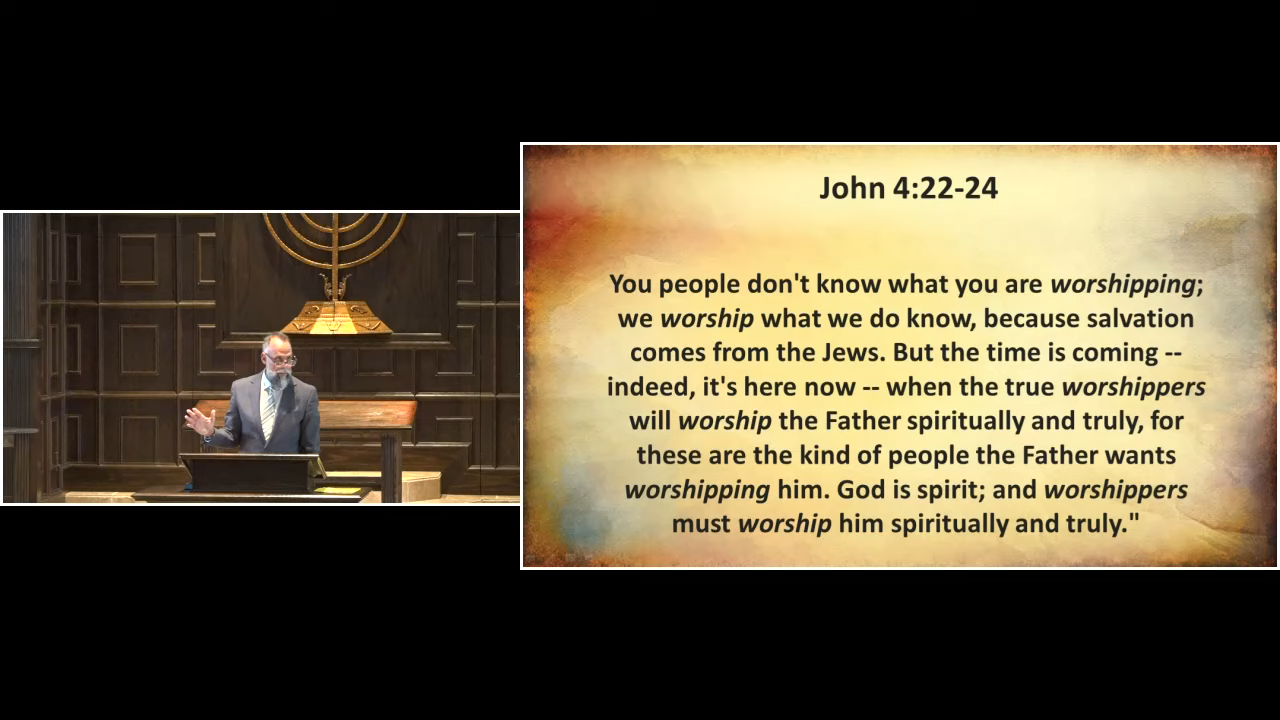 John 4:22-24
You people don't know what you are worshipping;
we worship what we do know, because salvation
comes from the Jews. But the time is coming --
indeed, it's here now -- when the true worshippers
will worship the Father spiritually and truly, for
these are the kind of people the Father wants
worshipping him. God is spirit; and worshippers
must worship him spiritually and truly."